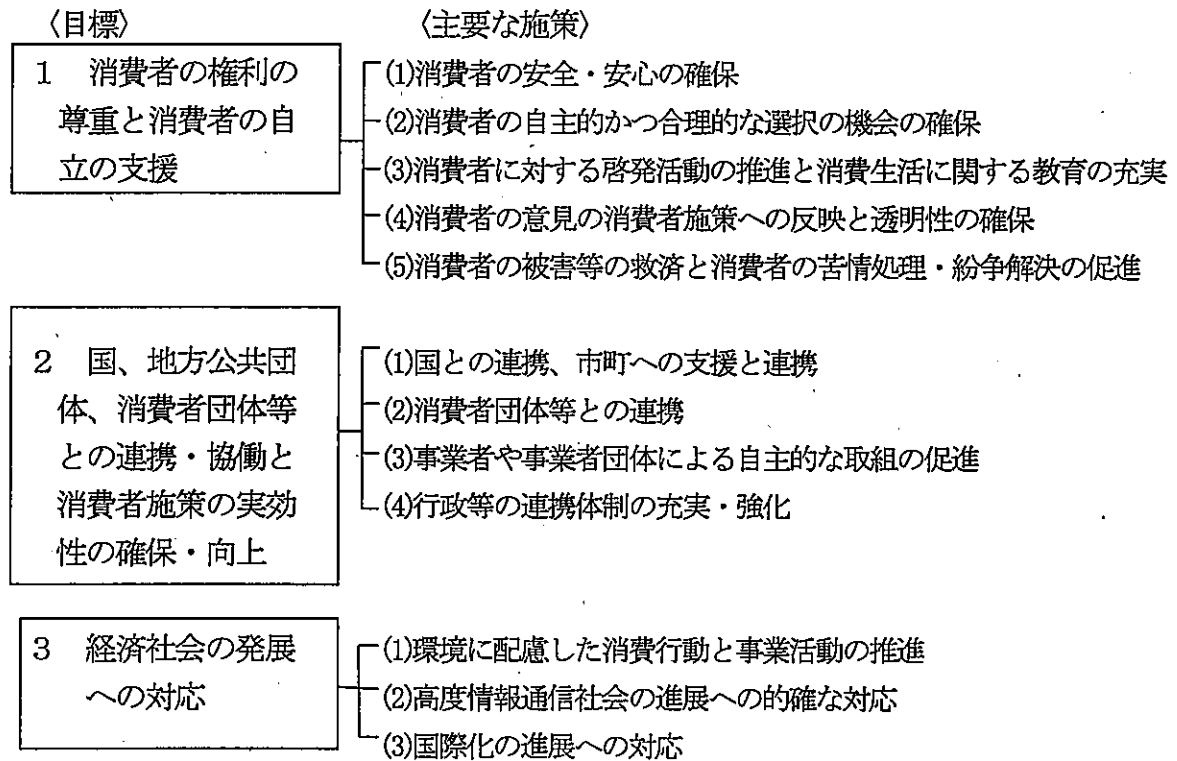 〈目標〉　〈主要な施策〉
1　消費者の権利の
尊重と消費者の自
立の支援
(1)消費者の安全・安心の確保
(2)消費者の自主的かつ合理的な選択の機会の確保
(3)消費者に対する啓発活動の推進と消費生活に関する教育の充実
(4)消費者の意見の消費者施策への反映と透明性の確保
(5)消費者の被害等の救済と消費者の苦情処理・紛争解決の促進
2　国、地方公共団
体、消費者団体等
との連携・協働と
消費者施策の実効
性の確保・向上
(1)国との連携、市町への支援と連携
(2)消費者団体等との連携
(3)事業者や事業者団体による自主的な取組の促進
(4)行政等の連携体制の充実・強化
3　経済社会の発展
への対応
(1)環境に配慮した消費行動と事業活動の推進
(2)高度情報通信社会の進展への的確な対応
(3)国際化の進展への対応